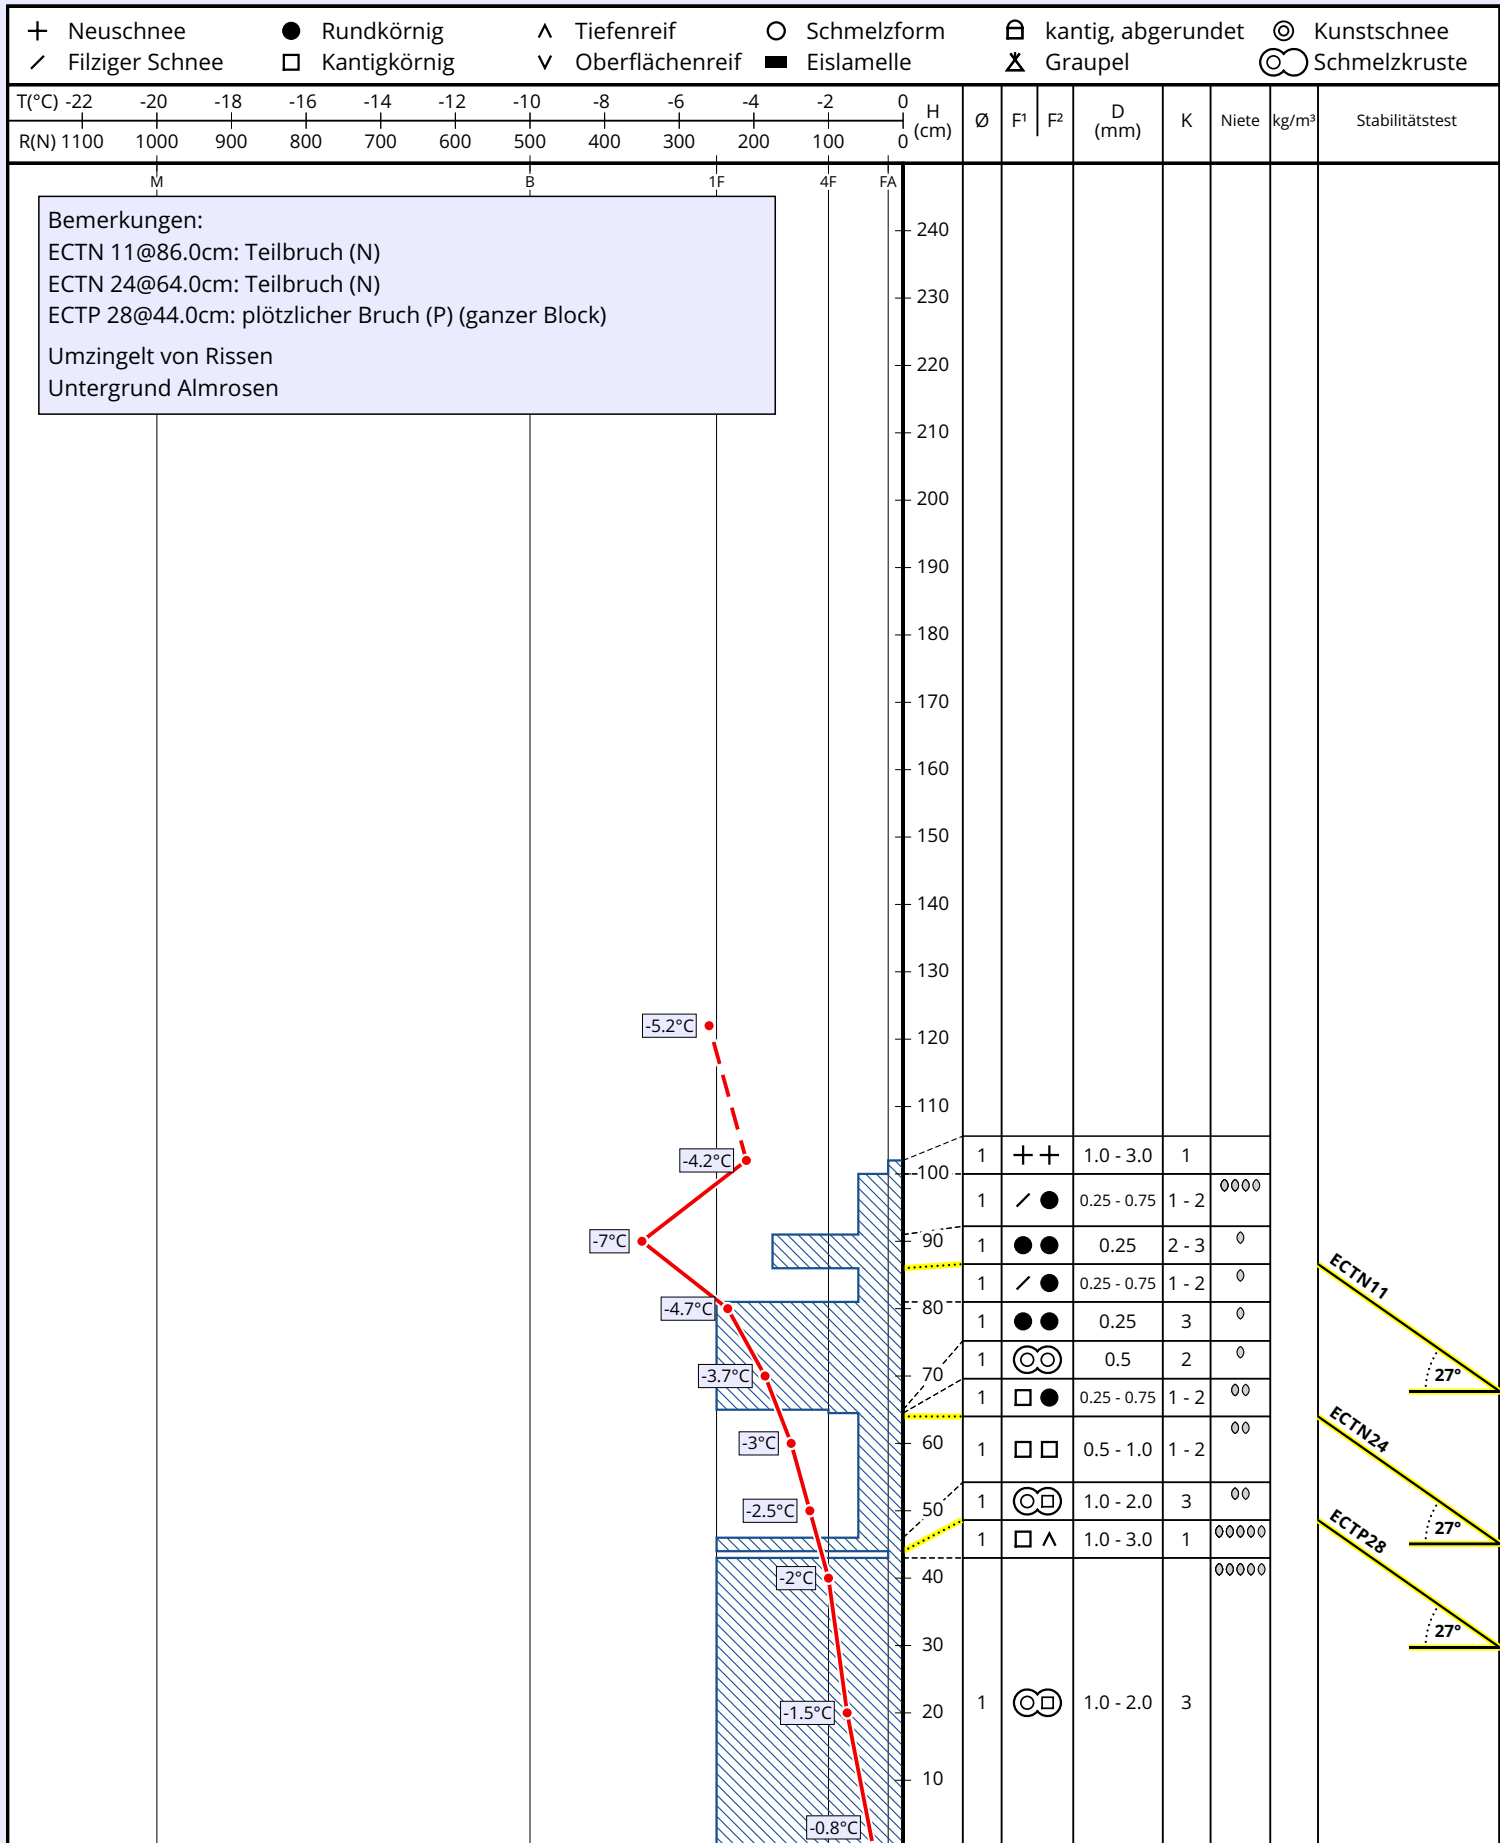 Neuschnee Rundkörnig Tiefenreif Schmelzform kantig, abgerundet Kunstschnee
Filziger Schnee Kantigkörnig Oberflächenreif Eislamelle Graupel Schmelzkruste
T(°C) -22 -20 -18 -16 -14 -12 -10 -8 -6 -4 -2 0
R(N) 1100 1000 900 800 700 600 500 400 300 200 100 0
H (cm) Ø F¹ F² D (mm) K Niete kg/m³ Stabilitätstest
M B 1F 4F FA
Bemerkungen:
ECTN 11@86.0cm: Teilbruch (N)
ECTN 24@64.0cm: Teilbruch (N)
ECTP 28@44.0cm: plötzlicher Bruch (P) (ganzer Block)
Umzingelt von Rissen
Untergrund Almrosen
240
230
220
210
200
190
180
170
160
150
140
130
-5.2°C
120
110
-4.2°C
1 1.0 - 3.0 1
100
1 0.25 - 0.75 1 - 2
-7°C
90
1 0.25 2 - 3
ECTN11
1 0.25 - 0.75 1 - 2
-4.7°C
80
1 0.25 3
1 0.5 2
-3.7°C
70
27°
1 0.25 - 0.75 1 - 2
ECTN24
-3°C
60
1 0.5 - 1.0 1 - 2
-2.5°C
50
1 1.0 - 2.0 3
27°
ECTP28
1 1.0 - 3.0 1
-2°C
40
30
27°
1 1.0 - 2.0 3
-1.5°C
20
10
-0.8°C